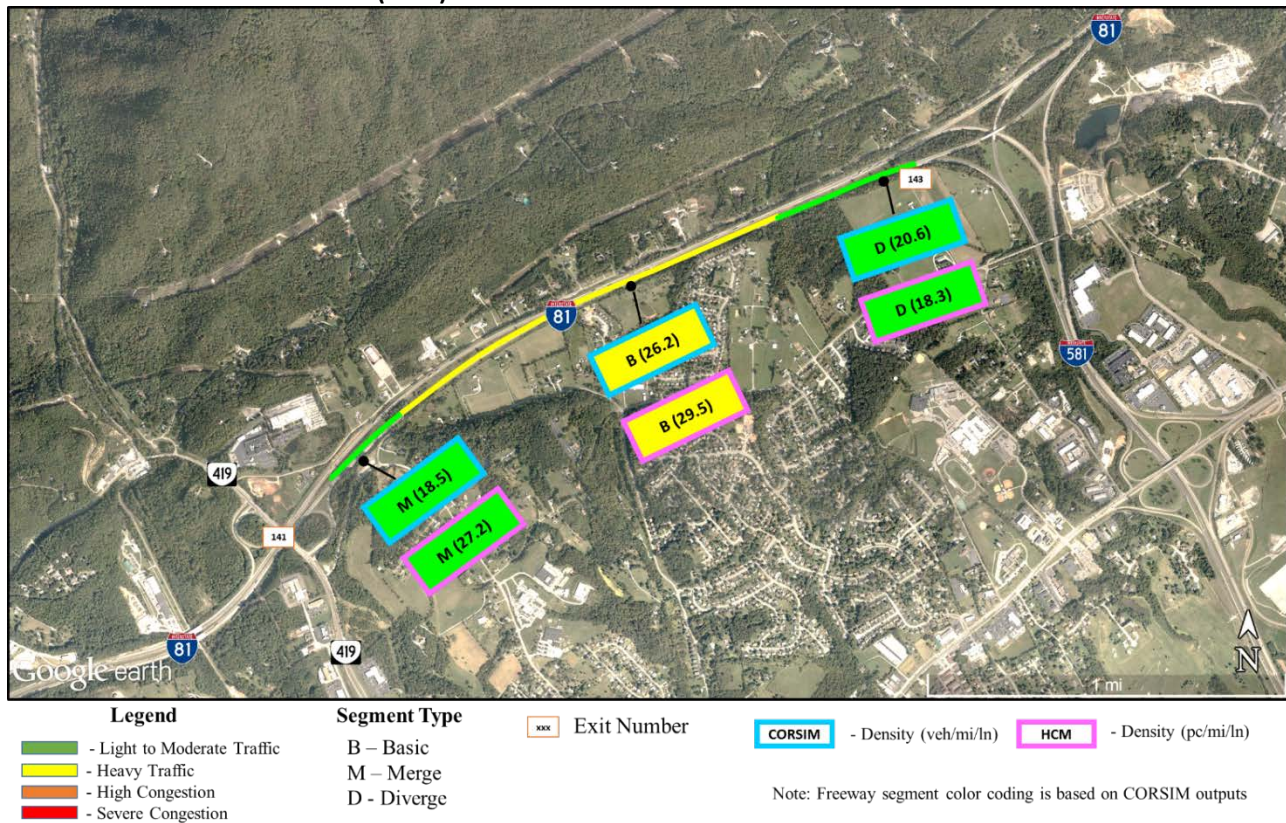 81
143
D (20.6)
D (18.3)
81
B (26.2)
581
B (29.5)
419
M (18.5)
M (27.2)
141
81
419
Google earth
N
1 mi
Legend
- Light to Moderate Traffic
- Heavy Traffic
- High Congestion
- Severe Congestion
Segment Type
B – Basic
M – Merge
D - Diverge
xxx Exit Number
CORSIM - Density (veh/mi/ln)
HCM - Density (pc/mi/ln)
Note: Freeway segment color coding is based on CORSIM outputs